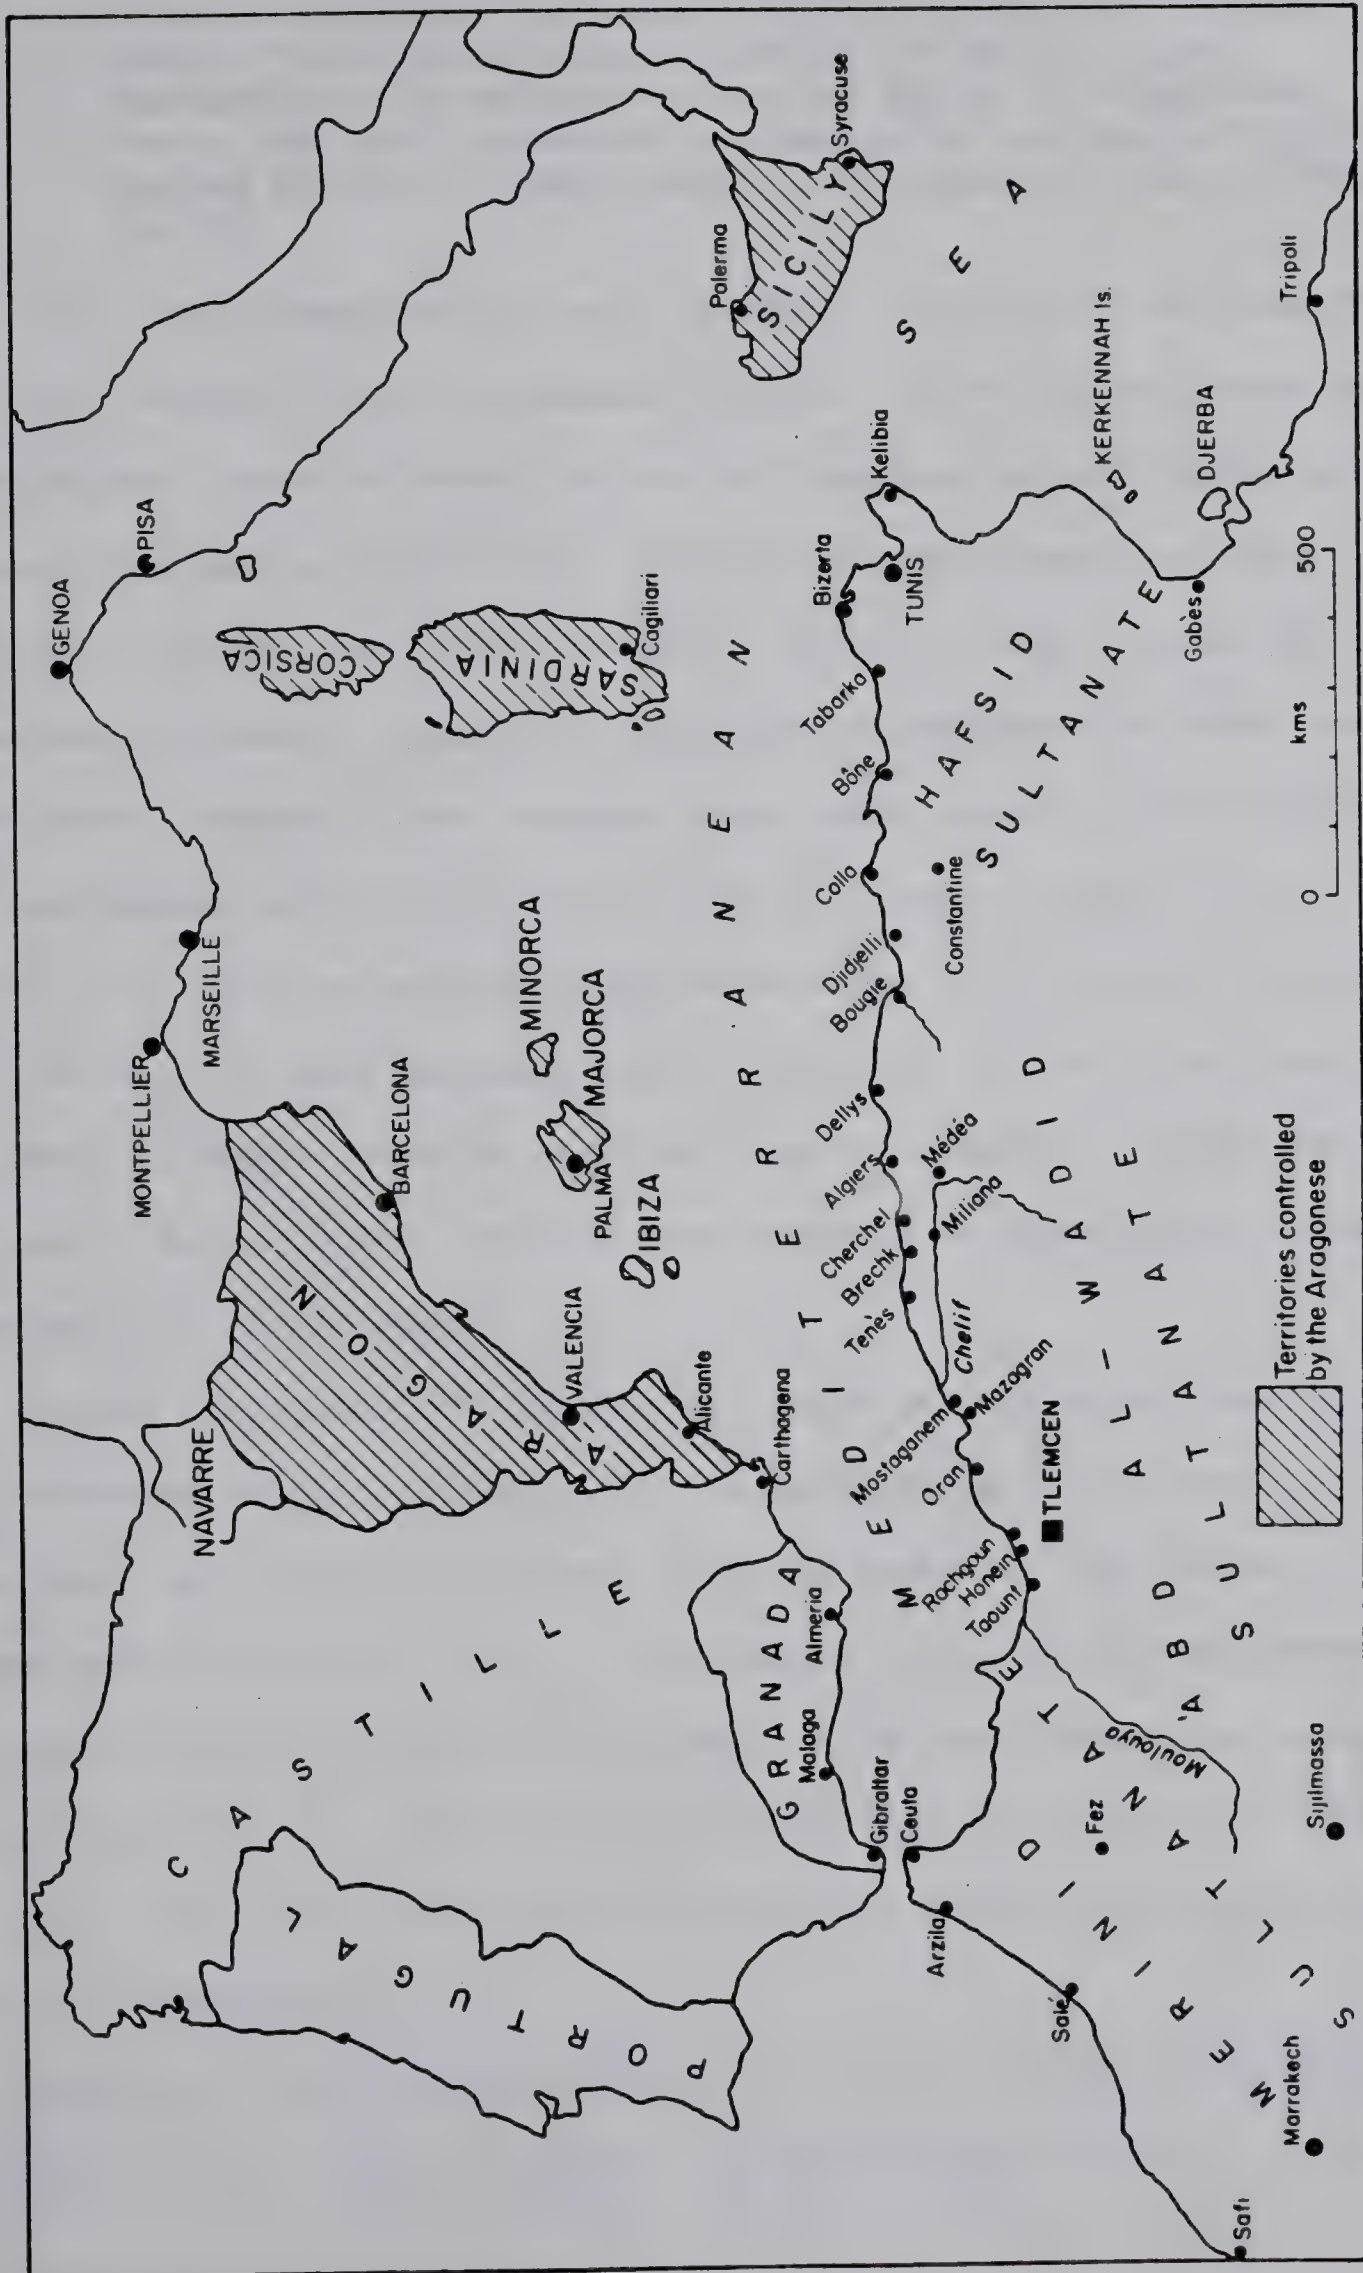 GENOA
PISA
MONTPELLIER
MARSEILLE
NAVARRE
BARCELONA
ARAGON
CASTILLE
PORTUGAL
CORSICA
SARDINIA
Cagiliari
MINORCA
MAJORCA
PALMA
IBIZA
VALENCIA
Alicante
Carthagena
GRANADA
Almeria
Malaga
Gibraltar
Ceuta
Palerma
SICILY
Syracuse
MEDITERRANEAN SEA
Arzila
Salé
Fez
Marrakech
Safi
Sijilmassa
MERINID
SULTANATE
Moulouya
Taount
Honein
Rachgoun
TLEMCEN
Oran
Mostaganem
Mazagran
Chelif
Tenès
Brechk
Cherchel
Miliana
Algiers
Médéa
Dellys
Bougie
Djidjelli
Colla
Constantine
Bône
Tabarka
Bizerta
TUNIS
Kelibia
'ABD AL-WADID
SULTANATE
HAFSID
SULTANATE
KERKENNAH Is.
Gabès
DJERBA
Tripoli
0 kms 500
Territories controlled
by the Aragonese